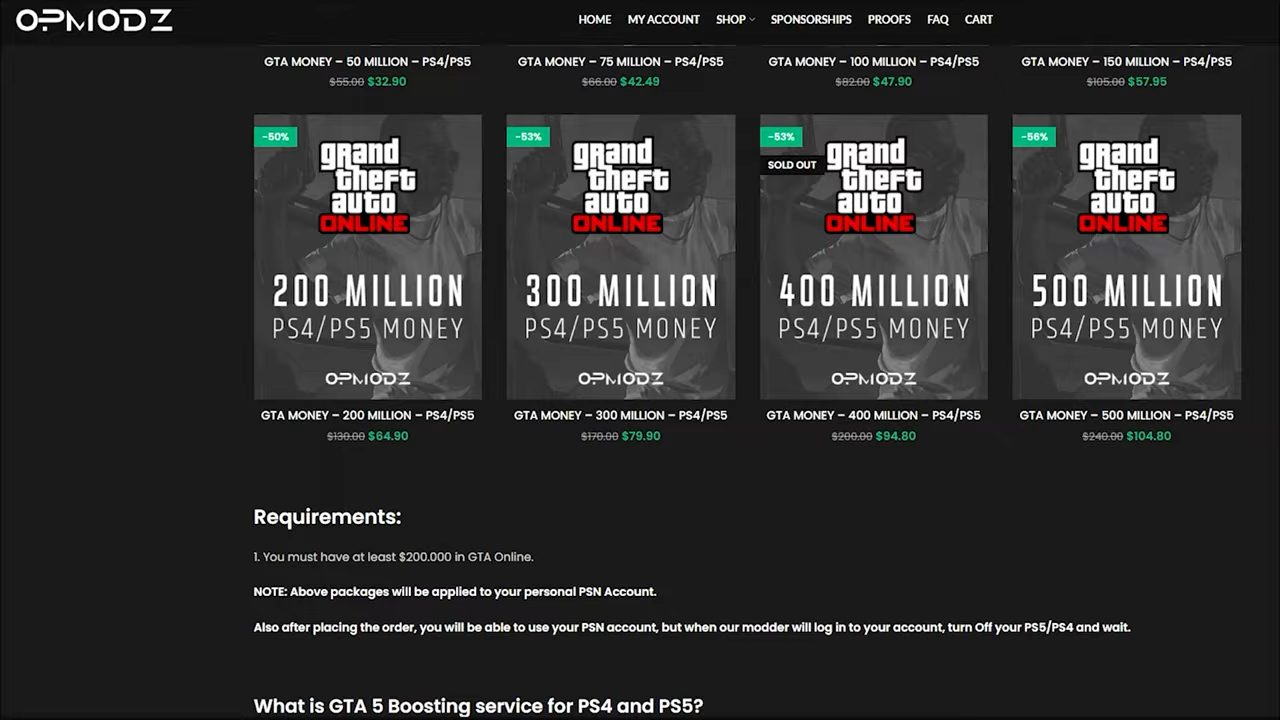 OPMODZ
HOME MY ACCOUNT SHOP SPONSORSHIPS PROOFS FAQ CART
GTA MONEY – 50 MILLION – PS4/PS5
$55.00 $32.90
GTA MONEY – 75 MILLION – PS4/PS5
$66.00 $42.49
GTA MONEY – 100 MILLION – PS4/PS5
$82.00 $47.90
GTA MONEY – 150 MILLION – PS4/PS5
$105.00 $57.95
-50%
grand
theft
auto
ONLINE
200 MILLION
PS4/PS5 MONEY
OPMODZ
GTA MONEY – 200 MILLION – PS4/PS5
$130.00 $64.90
-53%
grand
theft
auto
ONLINE
300 MILLION
PS4/PS5 MONEY
OPMODZ
GTA MONEY – 300 MILLION – PS4/PS5
$170.00 $79.90
-53%
SOLD OUT
grand
theft
auto
ONLINE
400 MILLION
PS4/PS5 MONEY
OPMODZ
GTA MONEY – 400 MILLION – PS4/PS5
$200.00 $94.80
-56%
grand
theft
auto
ONLINE
500 MILLION
PS4/PS5 MONEY
OPMODZ
GTA MONEY – 500 MILLION – PS4/PS5
$240.00 $104.80
Requirements:
1. You must have at least $200.000 in GTA Online.
NOTE: Above packages will be applied to your personal PSN Account.
Also after placing the order, you will be able to use your PSN account, but when our modder will log in to your account, turn Off your PS5/PS4 and wait.
What is GTA 5 Boosting service for PS4 and PS5?